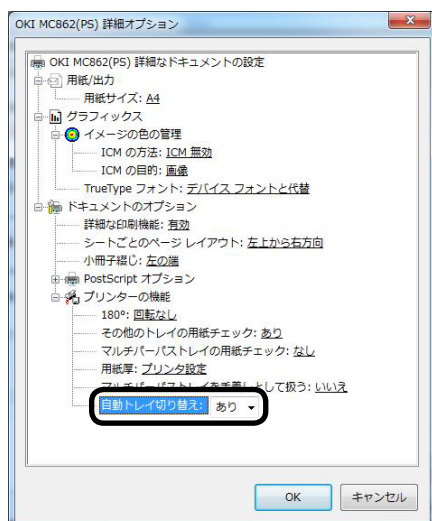 OKI MC862(PS) 詳細オプション
OKI MC862(PS) 詳細なドキュメントの設定
用紙/出力
用紙サイズ: A4
グラフィックス
イメージの色の管理
ICM の方法: ICM 無効
ICM の目的: 画像
TrueType フォント: デバイス フォントと代替
ドキュメントのオプション
詳細な印刷機能: 有効
シートごとのページ レイアウト: 左上から右方向
小冊子綴じ: 左の端
PostScript オプション
プリンターの機能
180°: 回転なし
その他のトレイの用紙チェック: あり
マルチパーパストレイの用紙チェック: なし
用紙厚: プリンタ設定
マルチパーパストレイを手差しとして扱う: いいえ
自動トレイ切り替え: あり
OK キャンセル